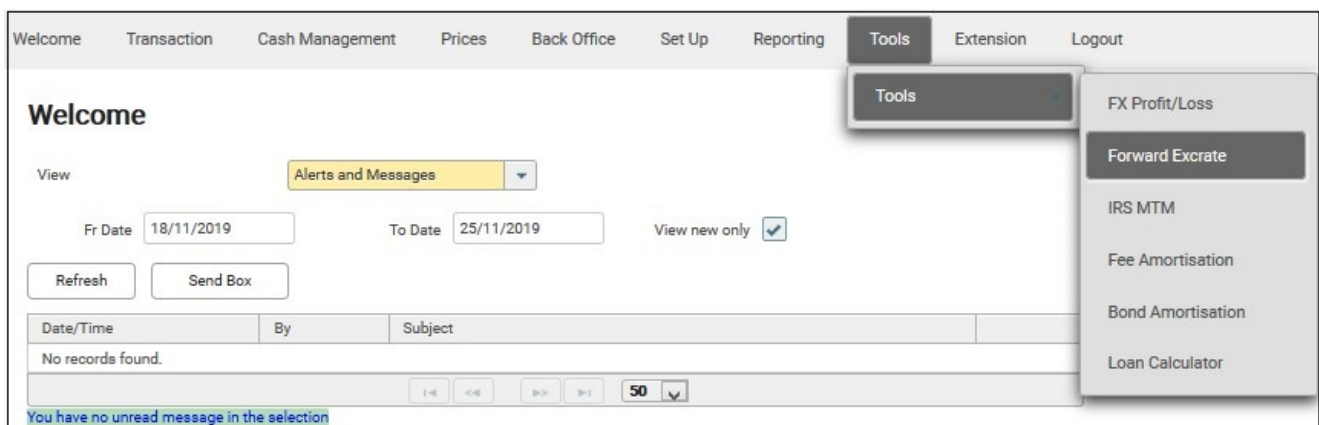 Welcome Transaction Cash Management Prices Back Office Set Up Reporting Tools Extension Logout
Tools
FX Profit/Loss
Forward Excrate
IRS MTM
Fee Amortisation
Bond Amortisation
Loan Calculator
Welcome
View Alerts and Messages
Fr Date 18/11/2019 To Date 25/11/2019 View new only
Refresh Send Box
Date/Time By Subject
No records found.
50
You have no unread message in the selection